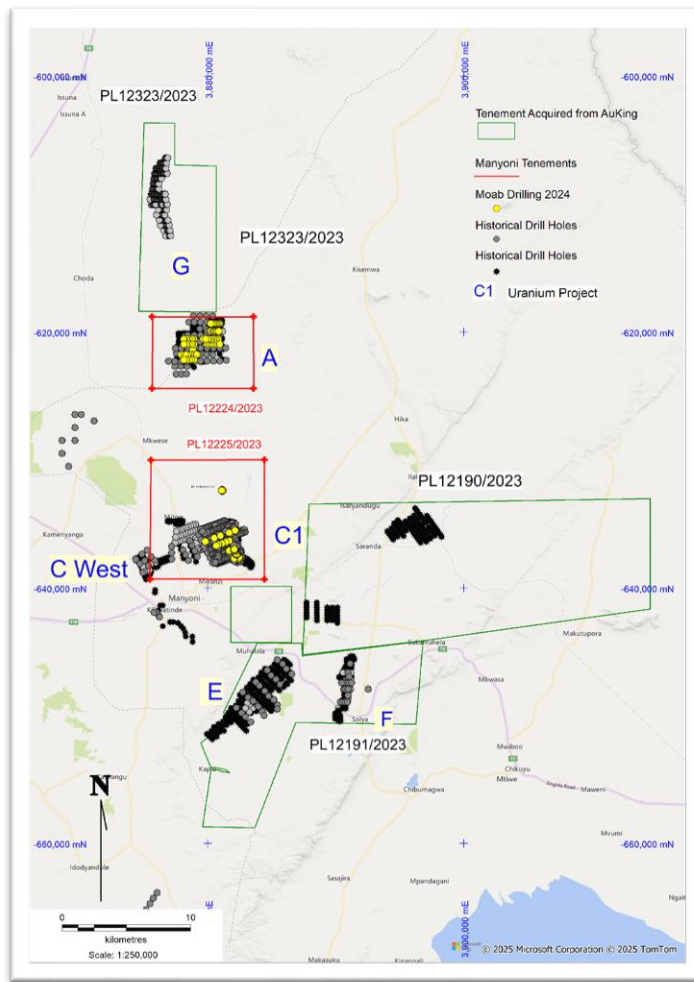 -600,000 mN
3,880,000 mE
3,900,000 mE
-600,000 mN
Issuna
Issuna A
PL12323/2023
Tenement Acquired from AuKing
Manyoni Tenements
Moab Drilling 2024
Historical Drill Holes
Historical Drill Holes
C1 Uranium Project
PL12323/2023
G
Choda
Kisemwa
-620,000 mN
-620,000 mN
A
PL12224/2023
Hika
Mkwese
PL12225/2023
PL12190/2023
Isanjandugu
Kameriyanga
C1
Saranda
C West
Mwanzi
-640,000 mN
-640,000 mN
Manyoni
Makutupora
Muhalala
E
Mbwasa
F
Solya
PL12191/2023
Mwiboo
Chikuyu
Mtiwe
Chibumagwa
Maweni
N
Mvumi
-660,000 mN
-660,000 mN
Idodyandole
Sasajira
Mpandagani
0 10
kilometres
Scale: 1:250,000
3,900,000 mE
Makasuku
© 2025 Microsoft Corporation © 2025 TomTom